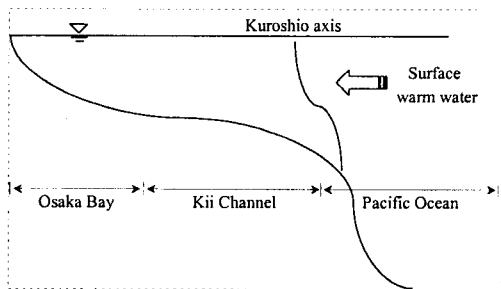 Kuroshio axis
Surface
warm water
Osaka Bay
Kii Channel
Pacific Ocean